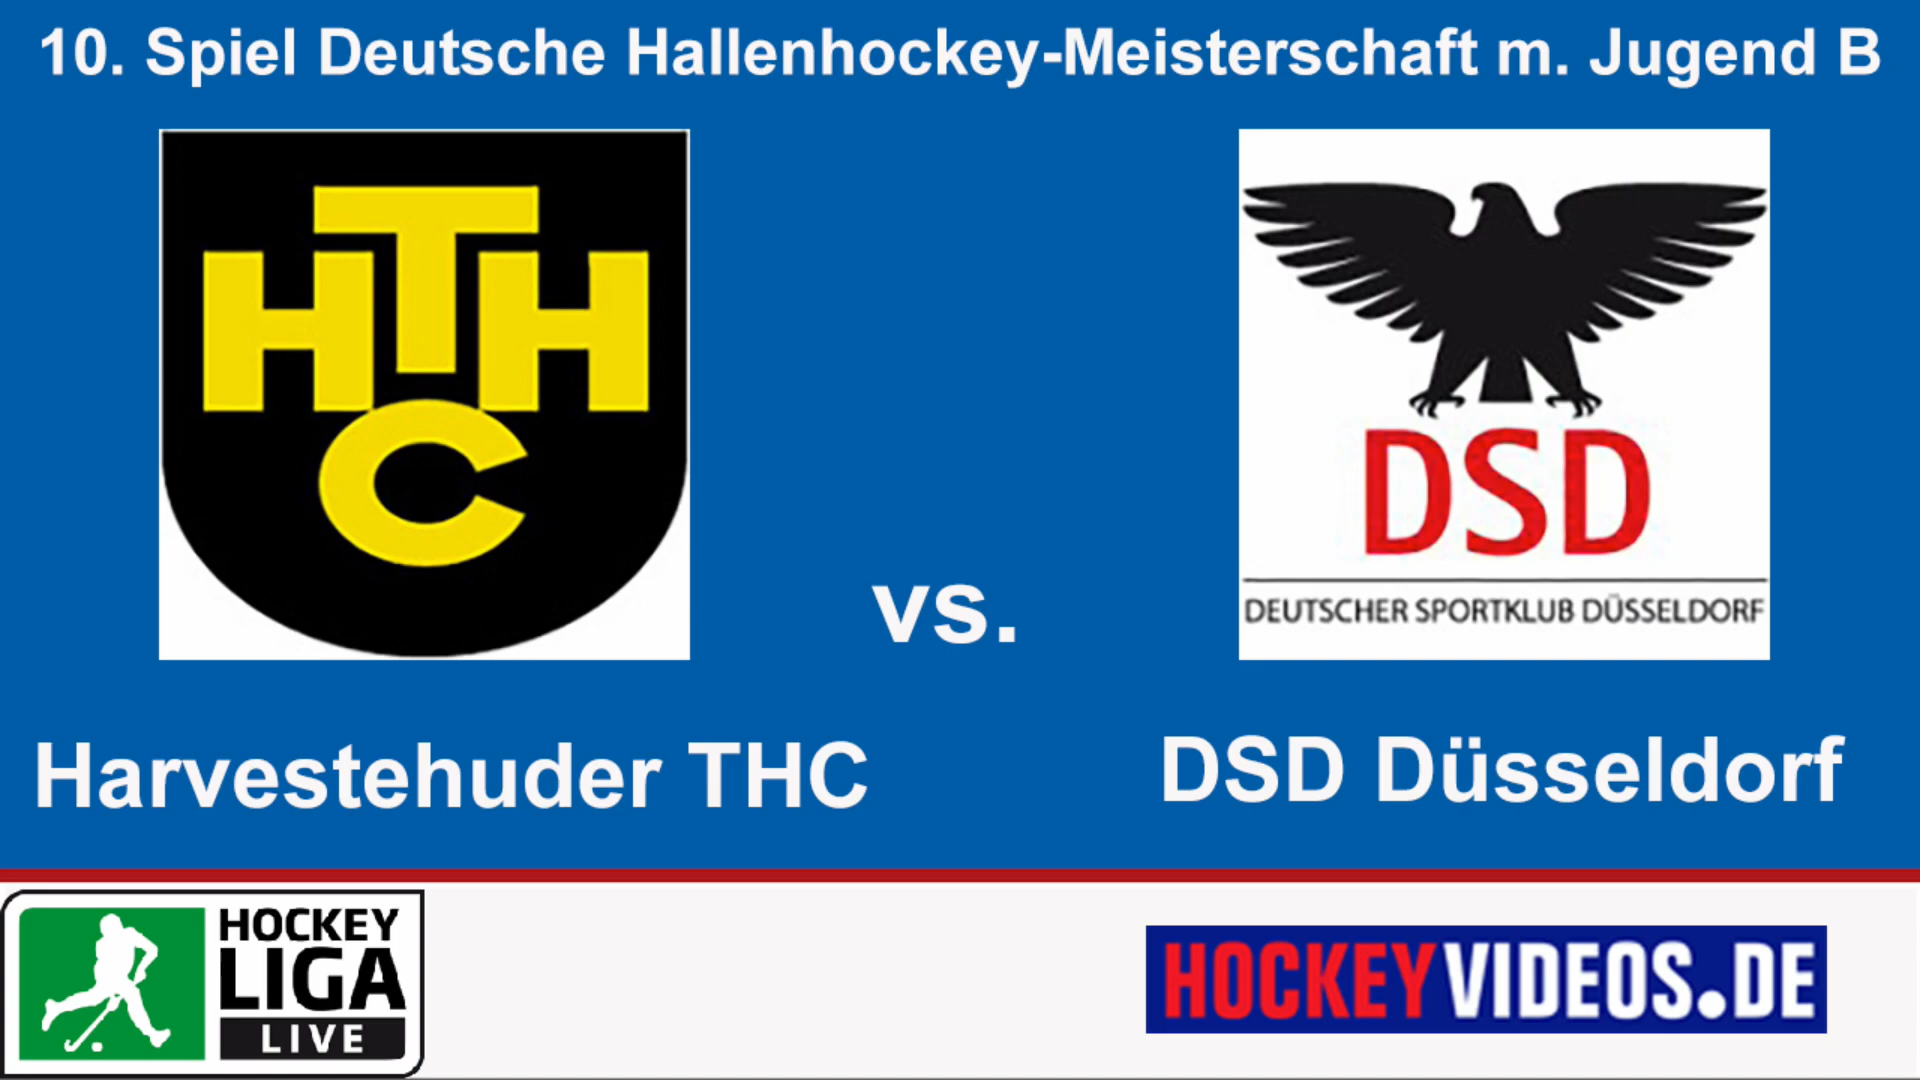 10. Spiel Deutsche Hallenhockey-Meisterschaft m. Jugend B
HTHC
DSD
DEUTSCHER SPORTKLUB DÜSSELDORF
vs.
Harvestehuder THC
DSD Düsseldorf
HOCKEY
LIGA
LIVE
HOCKEYVIDEOS.DE